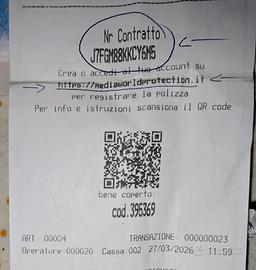 Nr Contratto
J7FGM88KKCY6M5
Crea o accedi al tuo account su
https://mediaworldprotection.it
per registrare la polizza
Per info e istruzioni scansiona il QR code
bene coperto:
cod.396369
ART 00004 TRANSAZIONE: 000000023
Operatore:000020 Cassa:002 27/03/2026 11:59